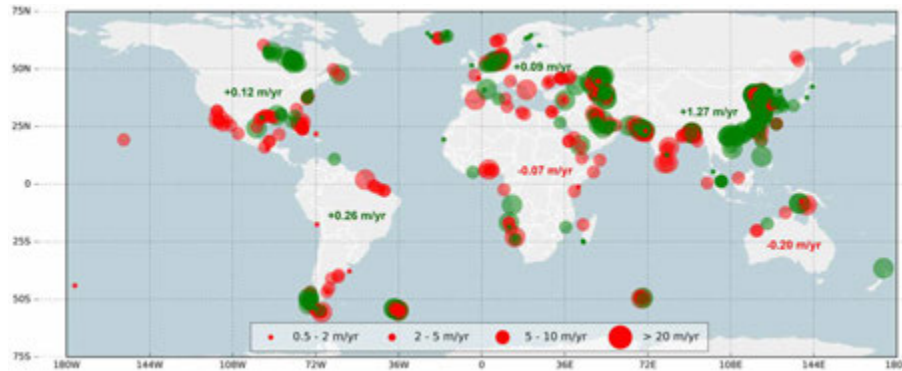 75N
50N
+0.09 m/yr
+0.12 m/yr
+1.27 m/yr
25N
-0.07 m/yr
0
+0.26 m/yr
-0.20 m/yr
25S
50S
0.5 - 2 m/yr 2 - 5 m/yr 5 - 10 m/yr > 20 m/yr
75S
180W 144W 108W 72W 36W 0 36E 72E 108E 144E 180